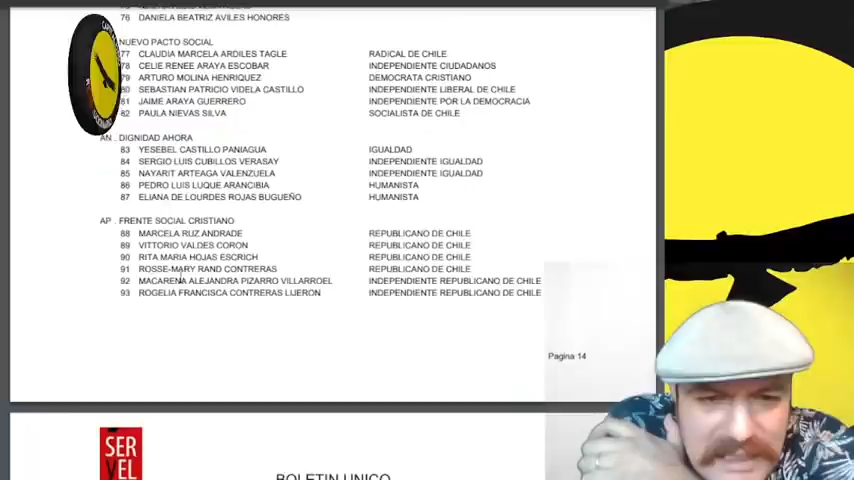 76 DANIELA BEATRIZ AVILES HONORES
NUEVO PACTO SOCIAL
77 CLAUDIA MARCELA ARDILES TAGLE RADICAL DE CHILE
78 CELIE RENEE ARAYA ESCOBAR INDEPENDIENTE CIUDADANOS
79 ARTURO MOLINA HENRIQUEZ DEMOCRATA CRISTIANO
80 SEBASTIAN PATRICIO VIDELA CASTILLO INDEPENDIENTE LIBERAL DE CHILE
81 JAIME ARAYA GUERRERO INDEPENDIENTE POR LA DEMOCRACIA
82 PAULA NIEVAS SILVA SOCIALISTA DE CHILE
AN . DIGNIDAD AHORA
83 YESEBEL CASTILLO PANIAGUA IGUALDAD
84 SERGIO LUIS CUBILLOS VERASAY INDEPENDIENTE IGUALDAD
85 NAYARIT ARTEAGA VALENZUELA INDEPENDIENTE IGUALDAD
86 PEDRO LUIS LUQUE ARANCIBIA HUMANISTA
87 ELIANA DE LOURDES ROJAS BUGUEÑO HUMANISTA
AP . FRENTE SOCIAL CRISTIANO
88 MARCELA RUZ ANDRADE REPUBLICANO DE CHILE
89 VITTORIO VALDES CORON REPUBLICANO DE CHILE
90 RITA MARIA HOJAS ESCRICH REPUBLICANO DE CHILE
91 ROSSE-MARY RAND CONTRERAS REPUBLICANO DE CHILE
92 MACARENA ALEJANDRA PIZARRO VILLARROEL INDEPENDIENTE REPUBLICANO DE CHILE
93 ROGELIA FRANCISCA CONTRERAS LUERON INDEPENDIENTE REPUBLICANO DE CHILE
Pagina 14
SER
VEL
BOLETIN UNICO